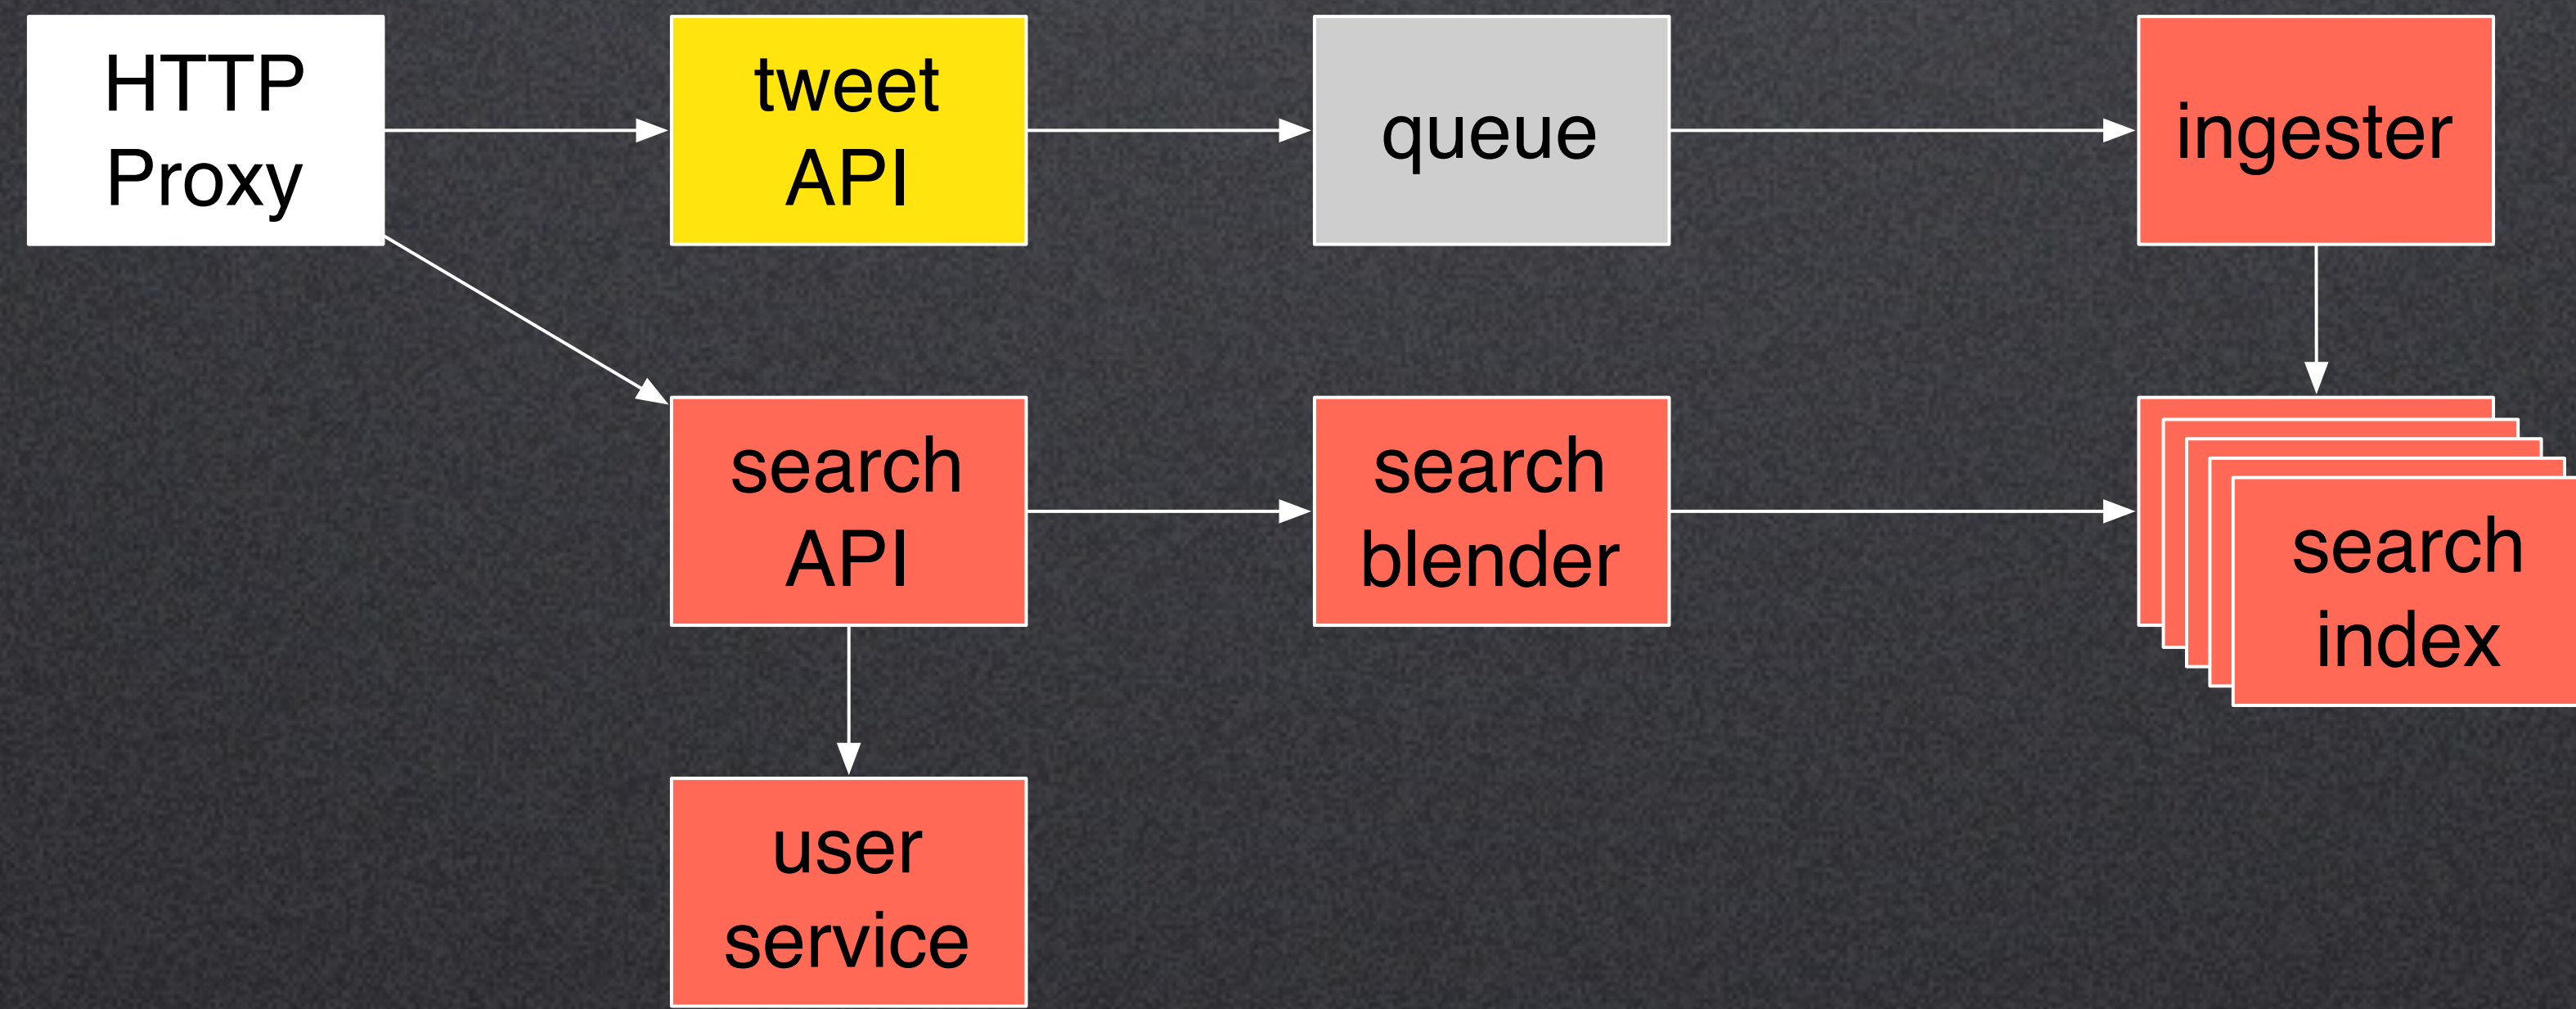 HTTP
Proxy
tweet
API
queue
ingester
search
API
search
blender
search
index
user
service